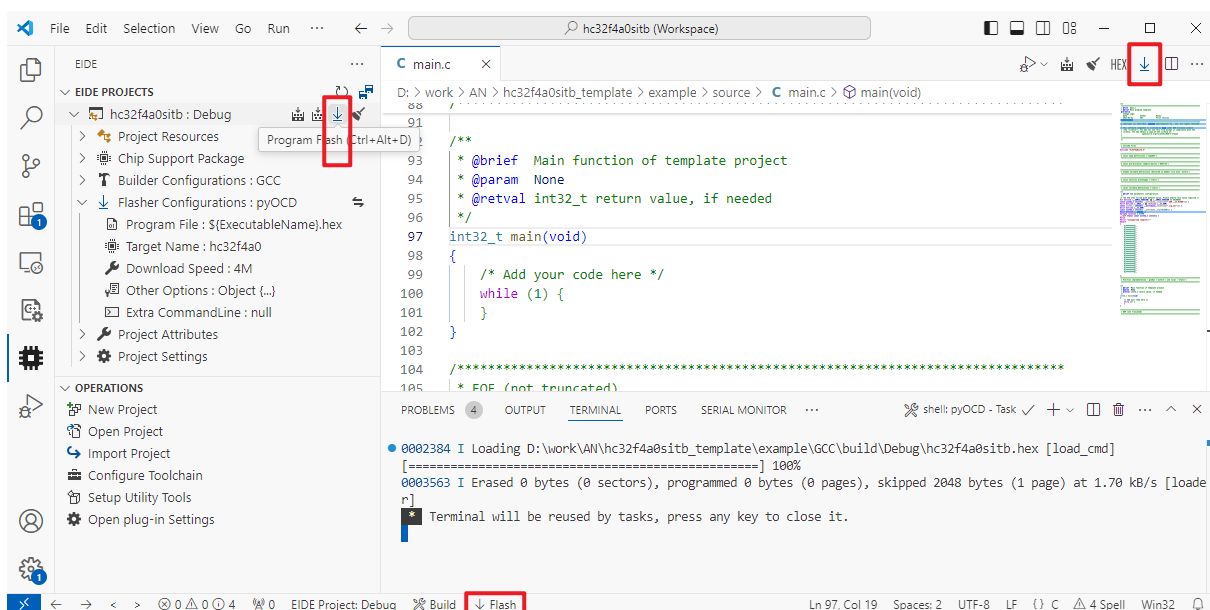 File Edit Selection View Go Run ··· hc32f4a0sitb (Workspace)
EIDE ···
EIDE PROJECTS
hc32f4a0sitb : Debug
Program Flash (Ctrl+Alt+D)
Project Resources
Chip Support Package
Builder Configurations : GCC
Flasher Configurations : pyOCD
Program File : ${ExecutableName}.hex
Target Name : hc32f4a0
Download Speed : 4M
Other Options : Object {...}
Extra CommandLine : null
Project Attributes
Project Settings
OPERATIONS
New Project
Open Project
Import Project
Configure Toolchain
Setup Utility Tools
Open plug-in Settings
1
1
C main.c HEX ···
D: > work > AN > hc32f4a0sitb_template > example > source > C main.c > main(void)
88
91
/**
93 * @brief Main function of template project
94 * @param None
95 * @retval int32_t return value, if needed
96 */
97 int32_t main(void)
98 {
99 /* Add your code here */
100 while (1) {
101 }
102 }
103
104 /*******************************************************************************
105 * EOF (not truncated)
PROBLEMS 4 OUTPUT TERMINAL PORTS SERIAL MONITOR ··· shell: pyOCD - Task
0002384 I Loading D:\work\AN\hc32f4a0sitb_template\example\GCC\build\Debug\hc32f4a0sitb.hex [load_cmd]
[==================================================] 100%
0003563 I Erased 0 bytes (0 sectors), programmed 0 bytes (0 pages), skipped 2048 bytes (1 page) at 1.70 kB/s [loade
r]
* Terminal will be reused by tasks, press any key to close it.
0 0 4 0 EIDE Project: Debug Build Flash Ln 97, Col 19 Spaces: 2 UTF-8 LF {} C 4 Spell Win32